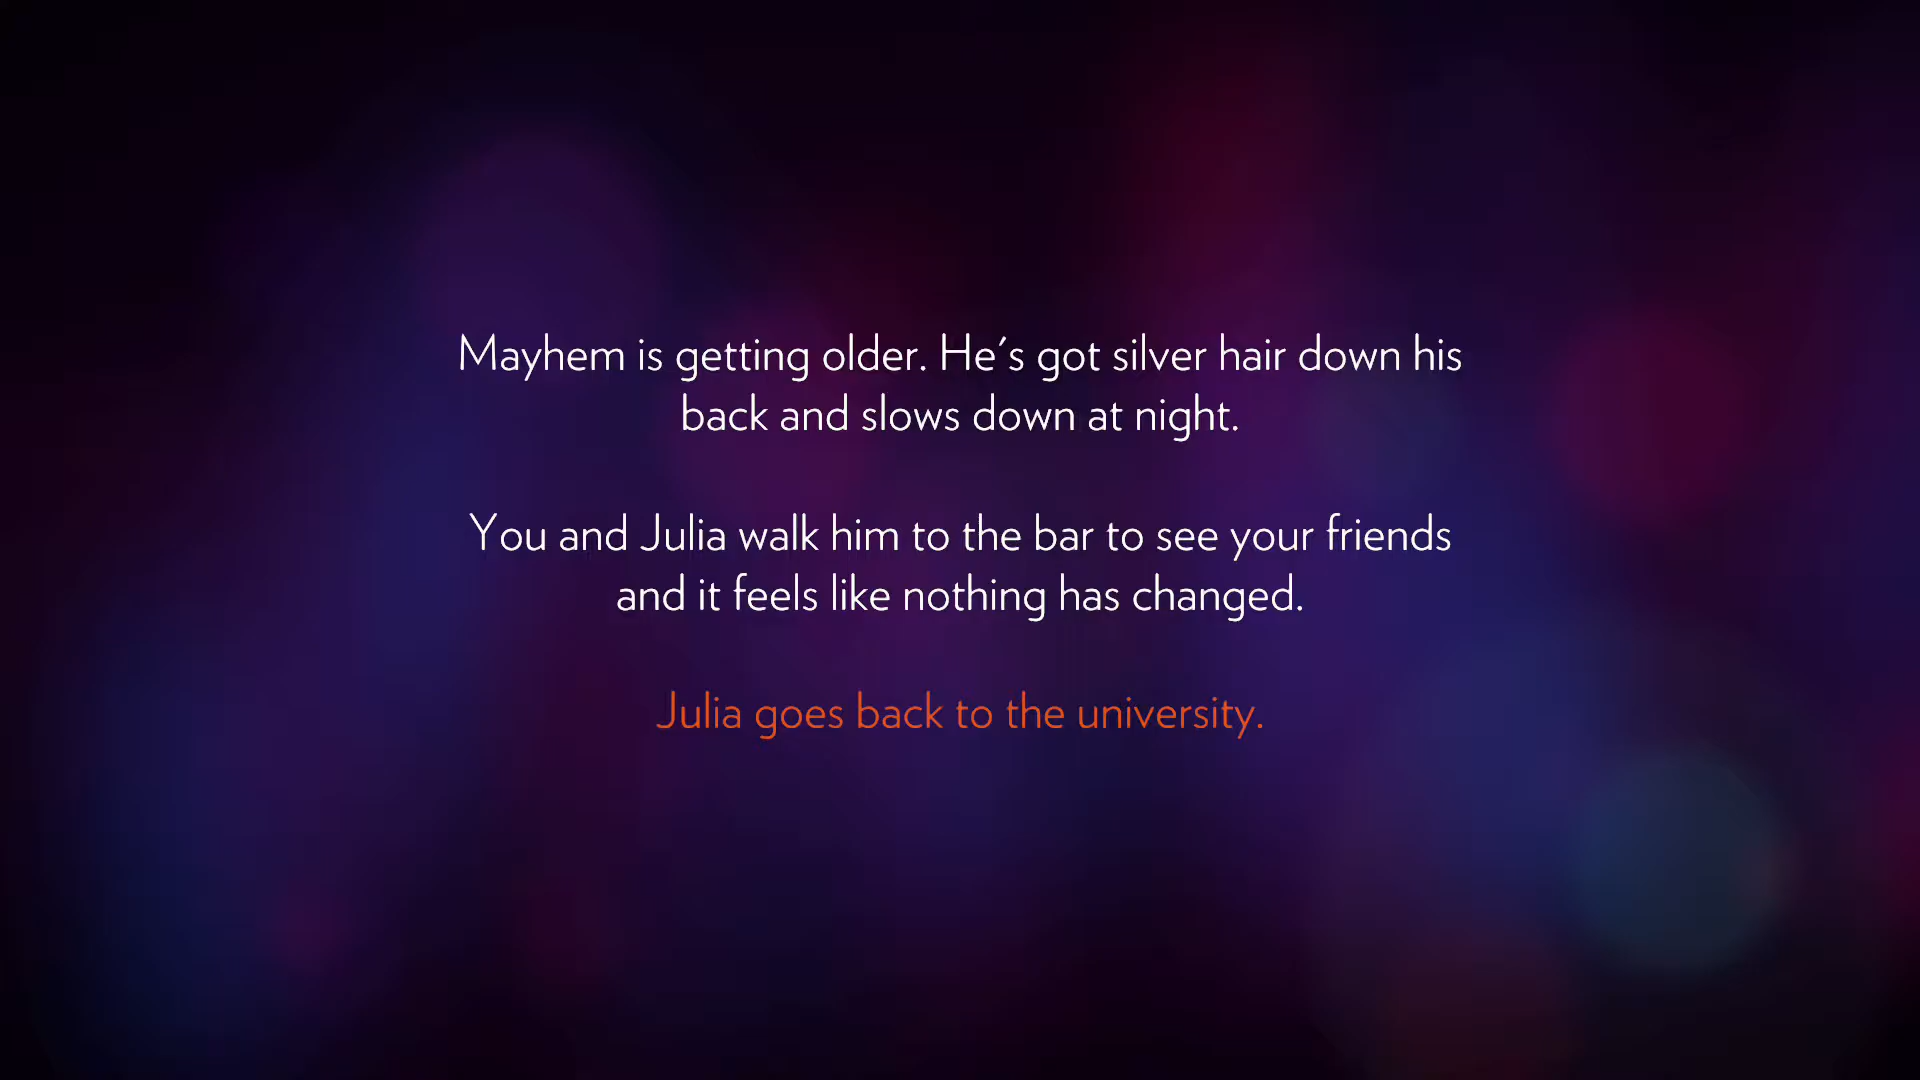 Mayhem is getting older. He's got silver hair down his
back and slows down at night.
You and Julia walk him to the bar to see your friends
and it feels like nothing has changed.
Julia goes back to the university.